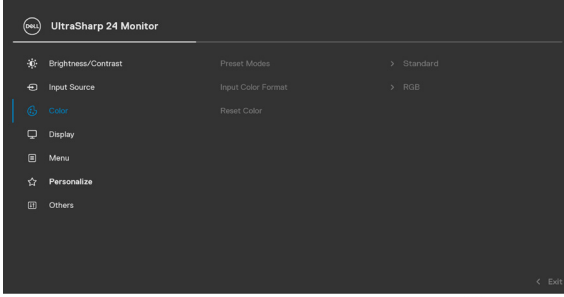 DELL UltraSharp 24 Monitor
Brightness/Contrast Preset Modes > Standard
Input Source Input Color Format > RGB
Color Reset Color
Display
Menu
Personalize
Others
< Exit